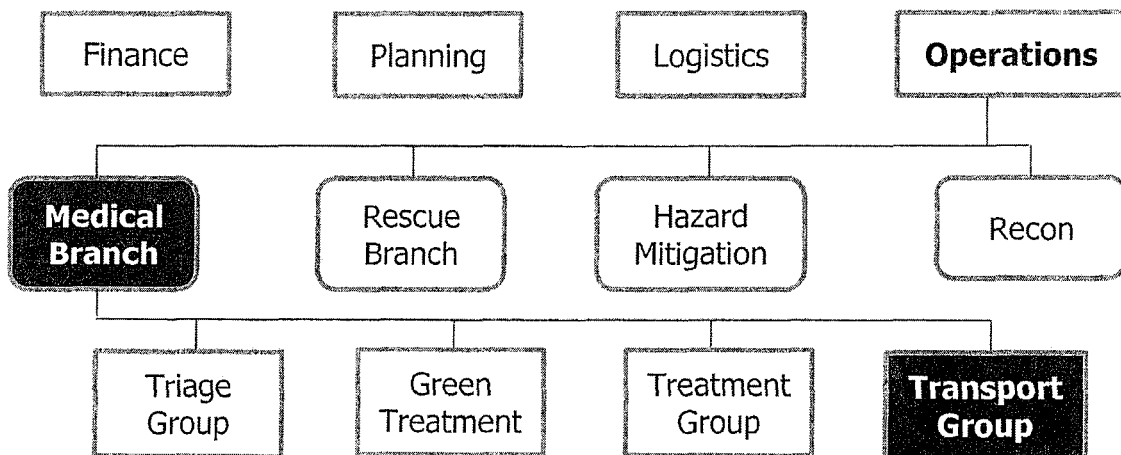 Finance
Planning
Logistics
Operations
Medical
Branch
Rescue
Branch
Hazard
Mitigation
Recon
Triage
Group
Green
Treatment
Treatment
Group
Transport
Group